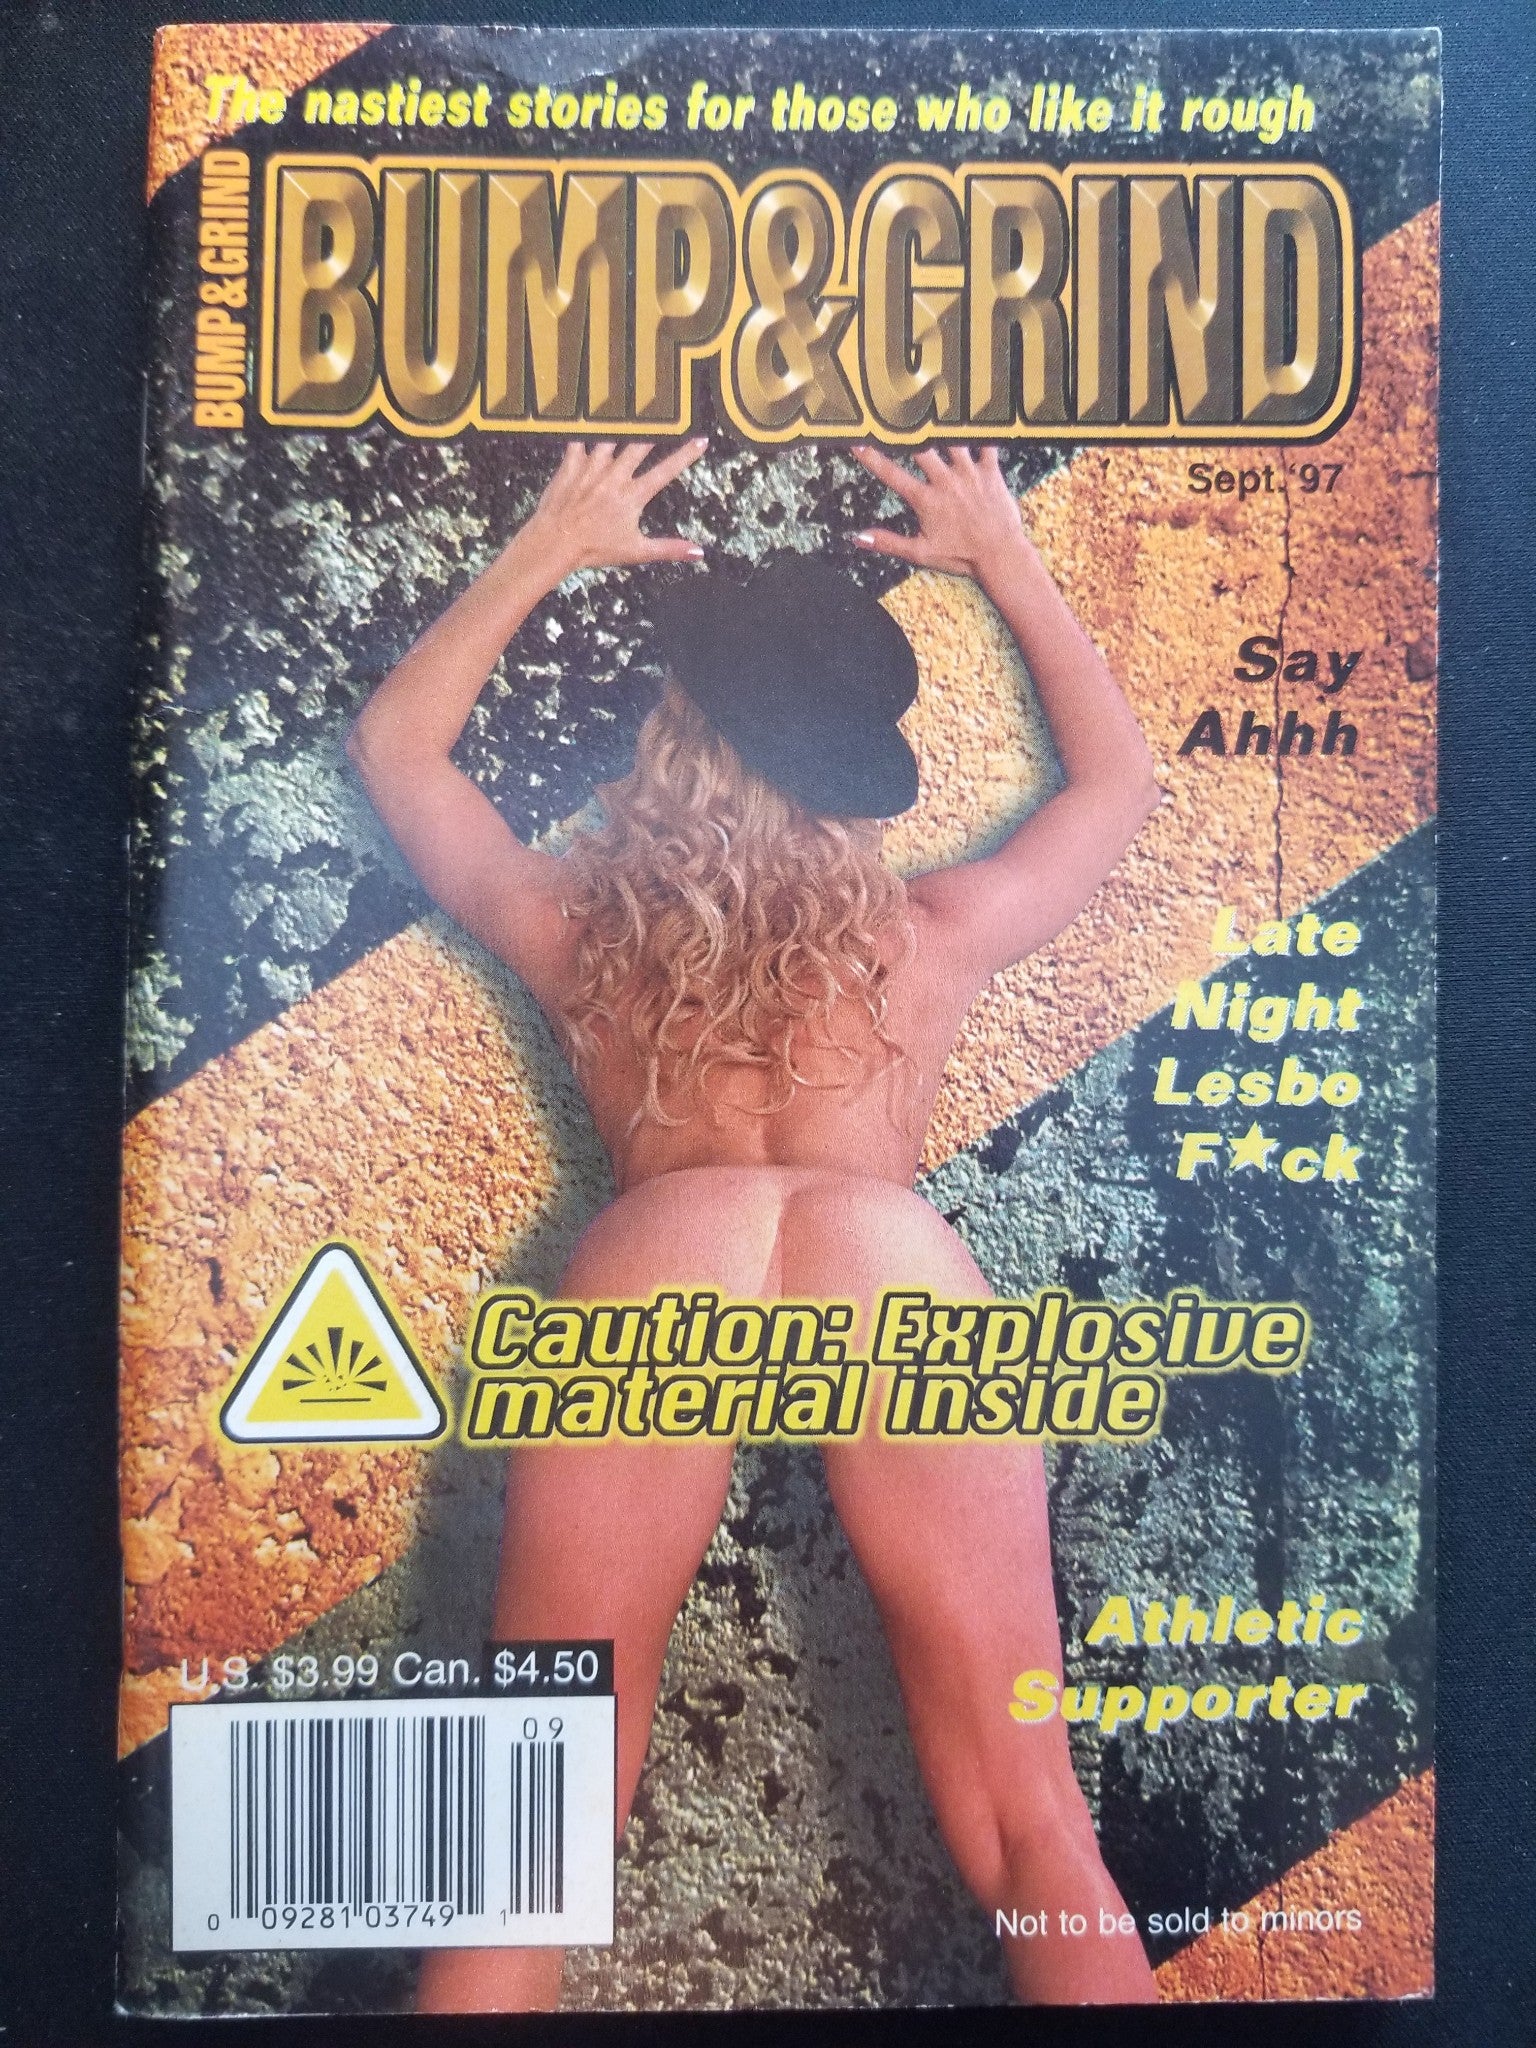 The nastiest stories for those who like it rough
BUMP & GRIND
BUMP&GRIND
Sept. '97
Say
Ahhh
Late
Night
Lesbo
F★ck
Caution: Explosive
material inside
Athletic
Supporter
U.S. $3.99 Can. $4.50
09
0 09281 03749 1
Not to be sold to minors